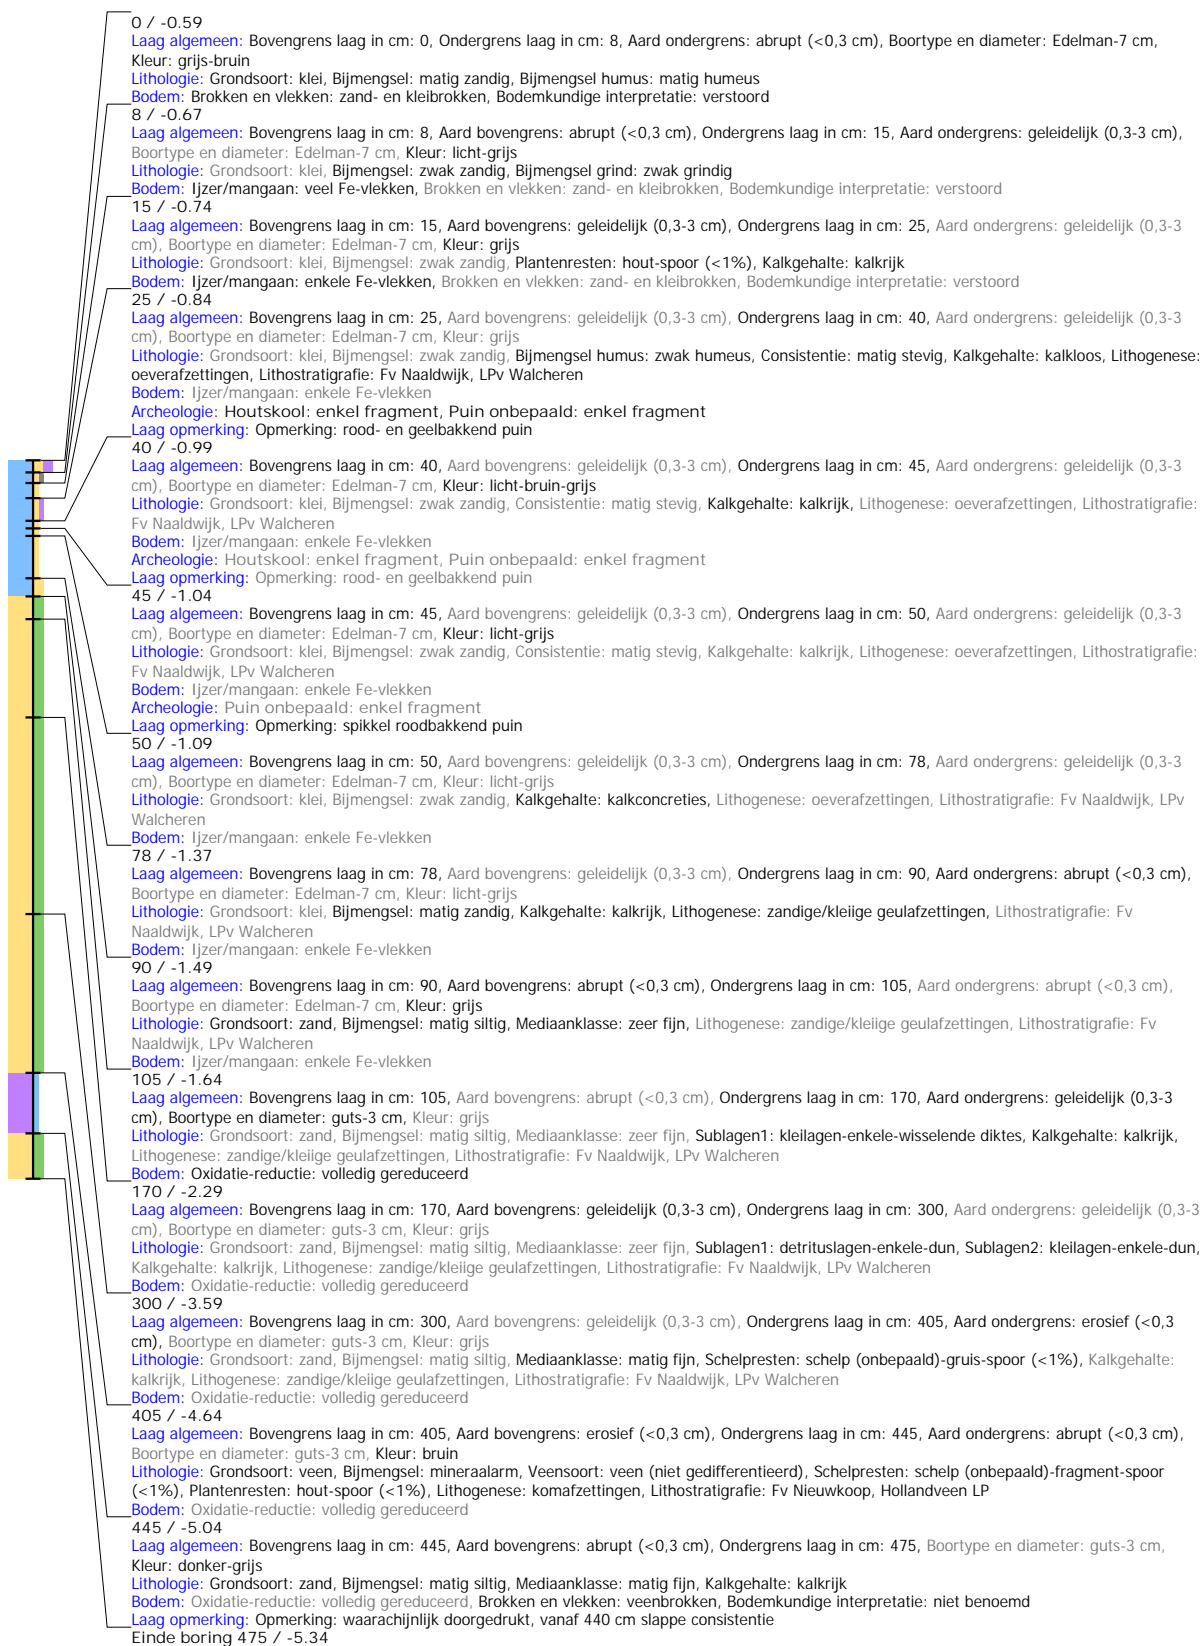 0 / -0.59
Laag algemeen: Bovengrens laag in cm: 0, Ondergrens laag in cm: 8, Aard ondergrens: abrupt (<0,3 cm), Boortype en diameter: Edelman-7 cm,
Kleur: grijs-bruin
Lithologie: Grondsoort: klei, Bijmengsel: matig zandig, Bijmengsel humus: matig humeus
Bodem: Brokken en vlekken: zand- en kleibrokken, Bodemkundige interpretatie: verstoord
8 / -0.67
Laag algemeen: Bovengrens laag in cm: 8, Aard bovengrens: abrupt (<0,3 cm), Ondergrens laag in cm: 15, Aard ondergrens: geleidelijk (0,3-3 cm),
Boortype en diameter: Edelman-7 cm, Kleur: licht-grijs
Lithologie: Grondsoort: klei, Bijmengsel: zwak zandig, Bijmengsel grind: zwak grindig
Bodem: Ijzer/mangaan: veel Fe-vlekken, Brokken en vlekken: zand- en kleibrokken, Bodemkundige interpretatie: verstoord
15 / -0.74
Laag algemeen: Bovengrens laag in cm: 15, Aard bovengrens: geleidelijk (0,3-3 cm), Ondergrens laag in cm: 25, Aard ondergrens: geleidelijk (0,3-3
cm), Boortype en diameter: Edelman-7 cm, Kleur: grijs
Lithologie: Grondsoort: klei, Bijmengsel: zwak zandig, Plantenresten: hout-spoor (<1%), Kalkgehalte: kalkrijk
Bodem: Ijzer/mangaan: enkele Fe-vlekken, Brokken en vlekken: zand- en kleibrokken, Bodemkundige interpretatie: verstoord
25 / -0.84
Laag algemeen: Bovengrens laag in cm: 25, Aard bovengrens: geleidelijk (0,3-3 cm), Ondergrens laag in cm: 40, Aard ondergrens: geleidelijk (0,3-3
cm), Boortype en diameter: Edelman-7 cm, Kleur: grijs
Lithologie: Grondsoort: klei, Bijmengsel: zwak zandig, Bijmengsel humus: zwak humeus, Consistentie: matig stevig, Kalkgehalte: kalkloos, Lithogenese:
oeverafzettingen, Lithostratigrafie: Fv Naaldwijk, LPv Walcheren
Bodem: Ijzer/mangaan: enkele Fe-vlekken
Archeologie: Houtskool: enkel fragment, Puin onbepaald: enkel fragment
Laag opmerking: Opmerking: rood- en geelbakkend puin
40 / -0.99
Laag algemeen: Bovengrens laag in cm: 40, Aard bovengrens: geleidelijk (0,3-3 cm), Ondergrens laag in cm: 45, Aard ondergrens: geleidelijk (0,3-3
cm), Boortype en diameter: Edelman-7 cm, Kleur: licht-bruin-grijs
Lithologie: Grondsoort: klei, Bijmengsel: zwak zandig, Consistentie: matig stevig, Kalkgehalte: kalkrijk, Lithogenese: oeverafzettingen, Lithostratigrafie:
Fv Naaldwijk, LPv Walcheren
Bodem: Ijzer/mangaan: enkele Fe-vlekken
Archeologie: Houtskool: enkel fragment, Puin onbepaald: enkel fragment
Laag opmerking: Opmerking: rood- en geelbakkend puin
45 / -1.04
Laag algemeen: Bovengrens laag in cm: 45, Aard bovengrens: geleidelijk (0,3-3 cm), Ondergrens laag in cm: 50, Aard ondergrens: geleidelijk (0,3-3
cm), Boortype en diameter: Edelman-7 cm, Kleur: licht-grijs
Lithologie: Grondsoort: klei, Bijmengsel: zwak zandig, Consistentie: matig stevig, Kalkgehalte: kalkrijk, Lithogenese: oeverafzettingen, Lithostratigrafie:
Fv Naaldwijk, LPv Walcheren
Bodem: Ijzer/mangaan: enkele Fe-vlekken
Archeologie: Puin onbepaald: enkel fragment
Laag opmerking: Opmerking: spikkel roodbakkend puin
50 / -1.09
Laag algemeen: Bovengrens laag in cm: 50, Aard bovengrens: geleidelijk (0,3-3 cm), Ondergrens laag in cm: 78, Aard ondergrens: geleidelijk (0,3-3
cm), Boortype en diameter: Edelman-7 cm, Kleur: licht-grijs
Lithologie: Grondsoort: klei, Bijmengsel: zwak zandig, Kalkgehalte: kalkconcreties, Lithogenese: oeverafzettingen, Lithostratigrafie: Fv Naaldwijk, LPv
Walcheren
Bodem: Ijzer/mangaan: enkele Fe-vlekken
78 / -1.37
Laag algemeen: Bovengrens laag in cm: 78, Aard bovengrens: geleidelijk (0,3-3 cm), Ondergrens laag in cm: 90, Aard ondergrens: abrupt (<0,3 cm),
Boortype en diameter: Edelman-7 cm, Kleur: licht-grijs
Lithologie: Grondsoort: klei, Bijmengsel: matig zandig, Kalkgehalte: kalkrijk, Lithogenese: zandige/kleiige geulafzettingen, Lithostratigrafie: Fv
Naaldwijk, LPv Walcheren
Bodem: Ijzer/mangaan: enkele Fe-vlekken
90 / -1.49
Laag algemeen: Bovengrens laag in cm: 90, Aard bovengrens: abrupt (<0,3 cm), Ondergrens laag in cm: 105, Aard ondergrens: abrupt (<0,3 cm),
Boortype en diameter: Edelman-7 cm, Kleur: grijs
Lithologie: Grondsoort: zand, Bijmengsel: matig siltig, Mediaanklasse: zeer fijn, Lithogenese: zandige/kleiige geulafzettingen, Lithostratigrafie: Fv
Naaldwijk, LPv Walcheren
Bodem: Ijzer/mangaan: enkele Fe-vlekken
105 / -1.64
Laag algemeen: Bovengrens laag in cm: 105, Aard bovengrens: abrupt (<0,3 cm), Ondergrens laag in cm: 170, Aard ondergrens: geleidelijk (0,3-3
cm), Boortype en diameter: guts-3 cm, Kleur: grijs
Lithologie: Grondsoort: zand, Bijmengsel: matig siltig, Mediaanklasse: zeer fijn, Sublagen1: kleilagen-enkele-wisselende diktes, Kalkgehalte: kalkrijk,
Lithogenese: zandige/kleiige geulafzettingen, Lithostratigrafie: Fv Naaldwijk, LPv Walcheren
Bodem: Oxidatie-reductie: volledig gereduceerd
170 / -2.29
Laag algemeen: Bovengrens laag in cm: 170, Aard bovengrens: geleidelijk (0,3-3 cm), Ondergrens laag in cm: 300, Aard ondergrens: geleidelijk (0,3-3
cm), Boortype en diameter: guts-3 cm, Kleur: grijs
Lithologie: Grondsoort: zand, Bijmengsel: matig siltig, Mediaanklasse: zeer fijn, Sublagen1: detrituslagen-enkele-dun, Sublagen2: kleilagen-enkele-dun,
Kalkgehalte: kalkrijk, Lithogenese: zandige/kleiige geulafzettingen, Lithostratigrafie: Fv Naaldwijk, LPv Walcheren
Bodem: Oxidatie-reductie: volledig gereduceerd
300 / -3.59
Laag algemeen: Bovengrens laag in cm: 300, Aard bovengrens: geleidelijk (0,3-3 cm), Ondergrens laag in cm: 405, Aard ondergrens: erosief (<0,3
cm), Boortype en diameter: guts-3 cm, Kleur: grijs
Lithologie: Grondsoort: zand, Bijmengsel: matig siltig, Mediaanklasse: matig fijn, Schelpresten: schelp (onbepaald)-gruis-spoor (<1%), Kalkgehalte:
kalkrijk, Lithogenese: zandige/kleiige geulafzettingen, Lithostratigrafie: Fv Naaldwijk, LPv Walcheren
Bodem: Oxidatie-reductie: volledig gereduceerd
405 / -4.64
Laag algemeen: Bovengrens laag in cm: 405, Aard bovengrens: erosief (<0,3 cm), Ondergrens laag in cm: 445, Aard ondergrens: abrupt (<0,3 cm),
Boortype en diameter: guts-3 cm, Kleur: bruin
Lithologie: Grondsoort: veen, Bijmengsel: mineraalarm, Veensoort: veen (niet gedifferentieerd), Schelpresten: schelp (onbepaald)-fragment-spoor
(<1%), Plantenresten: hout-spoor (<1%), Lithogenese: komafzettingen, Lithostratigrafie: Fv Nieuwkoop, Hollandveen LP
Bodem: Oxidatie-reductie: volledig gereduceerd
445 / -5.04
Laag algemeen: Bovengrens laag in cm: 445, Aard bovengrens: abrupt (<0,3 cm), Ondergrens laag in cm: 475, Boortype en diameter: guts-3 cm,
Kleur: donker-grijs
Lithologie: Grondsoort: zand, Bijmengsel: matig siltig, Mediaanklasse: matig fijn, Kalkgehalte: kalkrijk
Bodem: Oxidatie-reductie: volledig gereduceerd, Brokken en vlekken: veenbrokken, Bodemkundige interpretatie: niet benoemd
Laag opmerking: Opmerking: waarachijnlijk doorgedrukt, vanaf 440 cm slappe consistentie
Einde boring 475 / -5.34